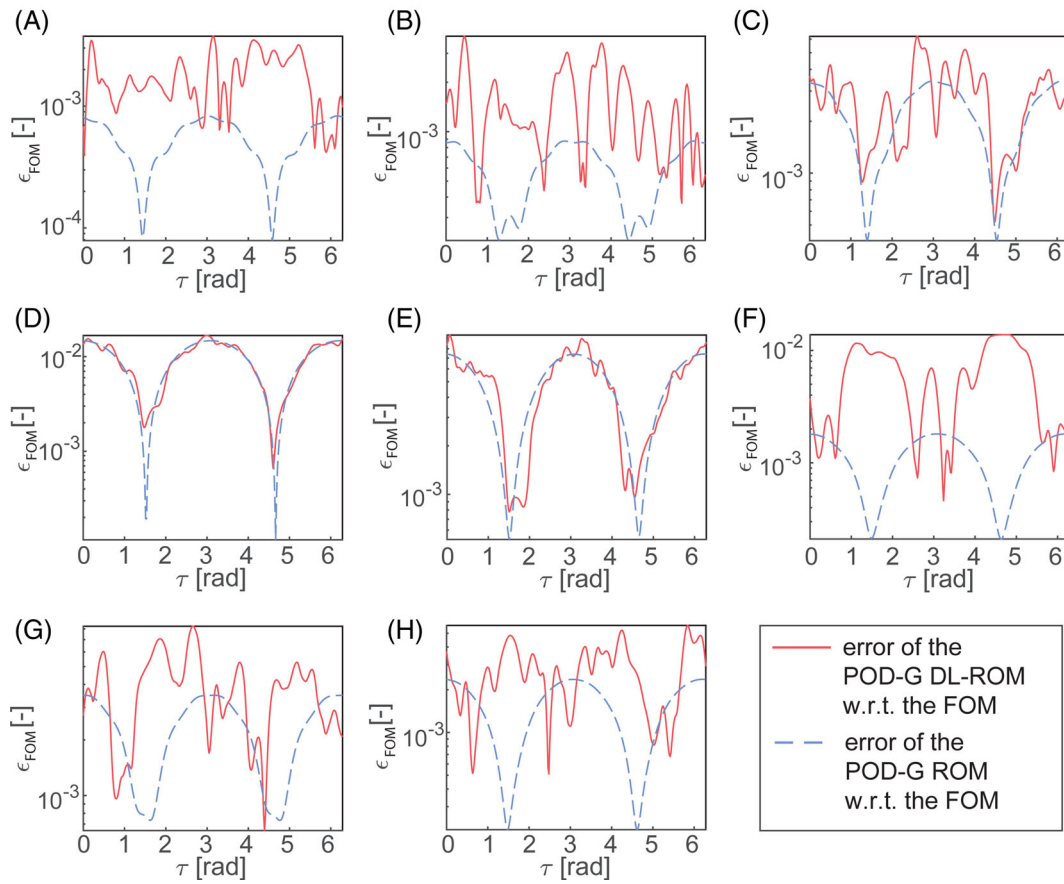 (A)
10⁻³
10⁻⁴
ϵFOM [-]
0 1 2 3 4 5 6
τ [rad]
(B)
10⁻³
ϵFOM [-]
0 1 2 3 4 5 6
τ [rad]
(C)
10⁻³
ϵFOM [-]
0 1 2 3 4 5 6
τ [rad]
(D)
10⁻²
10⁻³
ϵFOM [-]
0 1 2 3 4 5 6
τ [rad]
(E)
10⁻³
ϵFOM [-]
0 1 2 3 4 5 6
τ [rad]
(F)
10⁻²
10⁻³
ϵFOM [-]
0 1 2 3 4 5 6
τ [rad]
(G)
10⁻³
ϵFOM [-]
0 1 2 3 4 5 6
τ [rad]
(H)
10⁻³
ϵFOM [-]
0 1 2 3 4 5 6
τ [rad]
error of the
POD-G DL-ROM
w.r.t. the FOM
error of the
POD-G ROM
w.r.t. the FOM